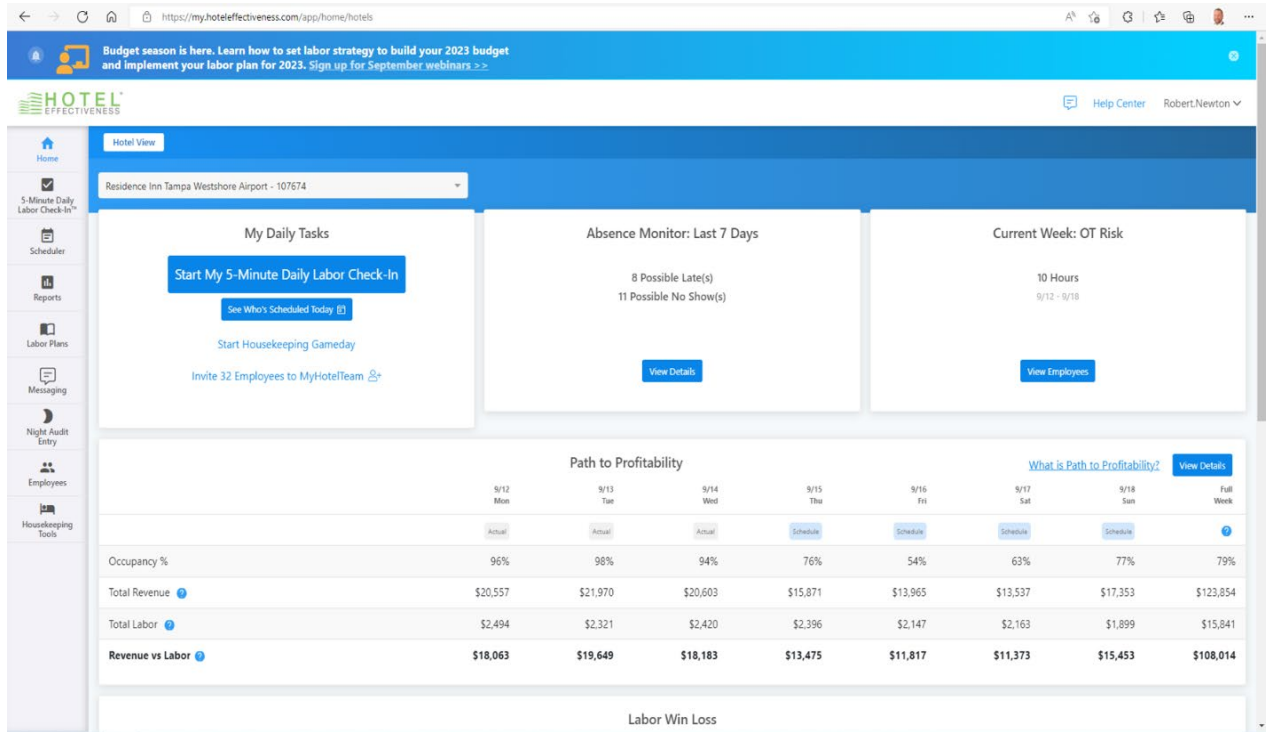 https://my.hoteleffectiveness.com/app/home/hotels
Budget season is here. Learn how to set labor strategy to build your 2023 budget
and implement your labor plan for 2023. Sign up for September webinars >>
HOTEL
EFFECTIVENESS
Help Center Robert.Newton
Home
5-Minute Daily
Labor Check-In™
Scheduler
Reports
Labor Plans
Messaging
Night Audit
Entry
Employees
Housekeeping
Tools
Hotel View
Residence Inn Tampa Westshore Airport - 107674
My Daily Tasks
Start My 5-Minute Daily Labor Check-In
See Who's Scheduled Today
Start Housekeeping Gameday
Invite 32 Employees to MyHotelTeam
Absence Monitor: Last 7 Days
8 Possible Late(s)
11 Possible No Show(s)
View Details
Current Week: OT Risk
10 Hours
9/12 - 9/18
View Employees
Path to Profitability
What is Path to Profitability? View Details
9/12 9/13 9/14 9/15 9/16 9/17 9/18 Full
Mon Tue Wed Thu Fri Sat Sun Week
Actual Actual Actual Schedule Schedule Schedule Schedule ?
Occupancy % 96% 98% 94% 76% 54% 63% 77% 79%
Total Revenue ? $20,557 $21,970 $20,603 $15,871 $13,965 $13,537 $17,353 $123,854
Total Labor ? $2,494 $2,321 $2,420 $2,396 $2,147 $2,163 $1,899 $15,841
Revenue vs Labor ? $18,063 $19,649 $18,183 $13,475 $11,817 $11,373 $15,453 $108,014
Labor Win Loss